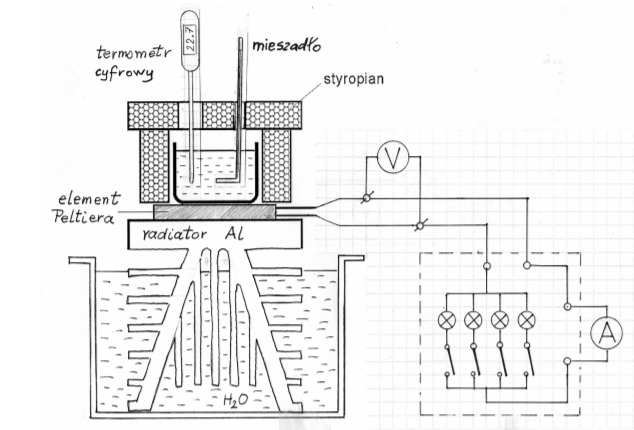 22.7
termometr
cyfrowy
mieszadło
styropian
element
Peltiera
radiator Al
H₂O
V
A